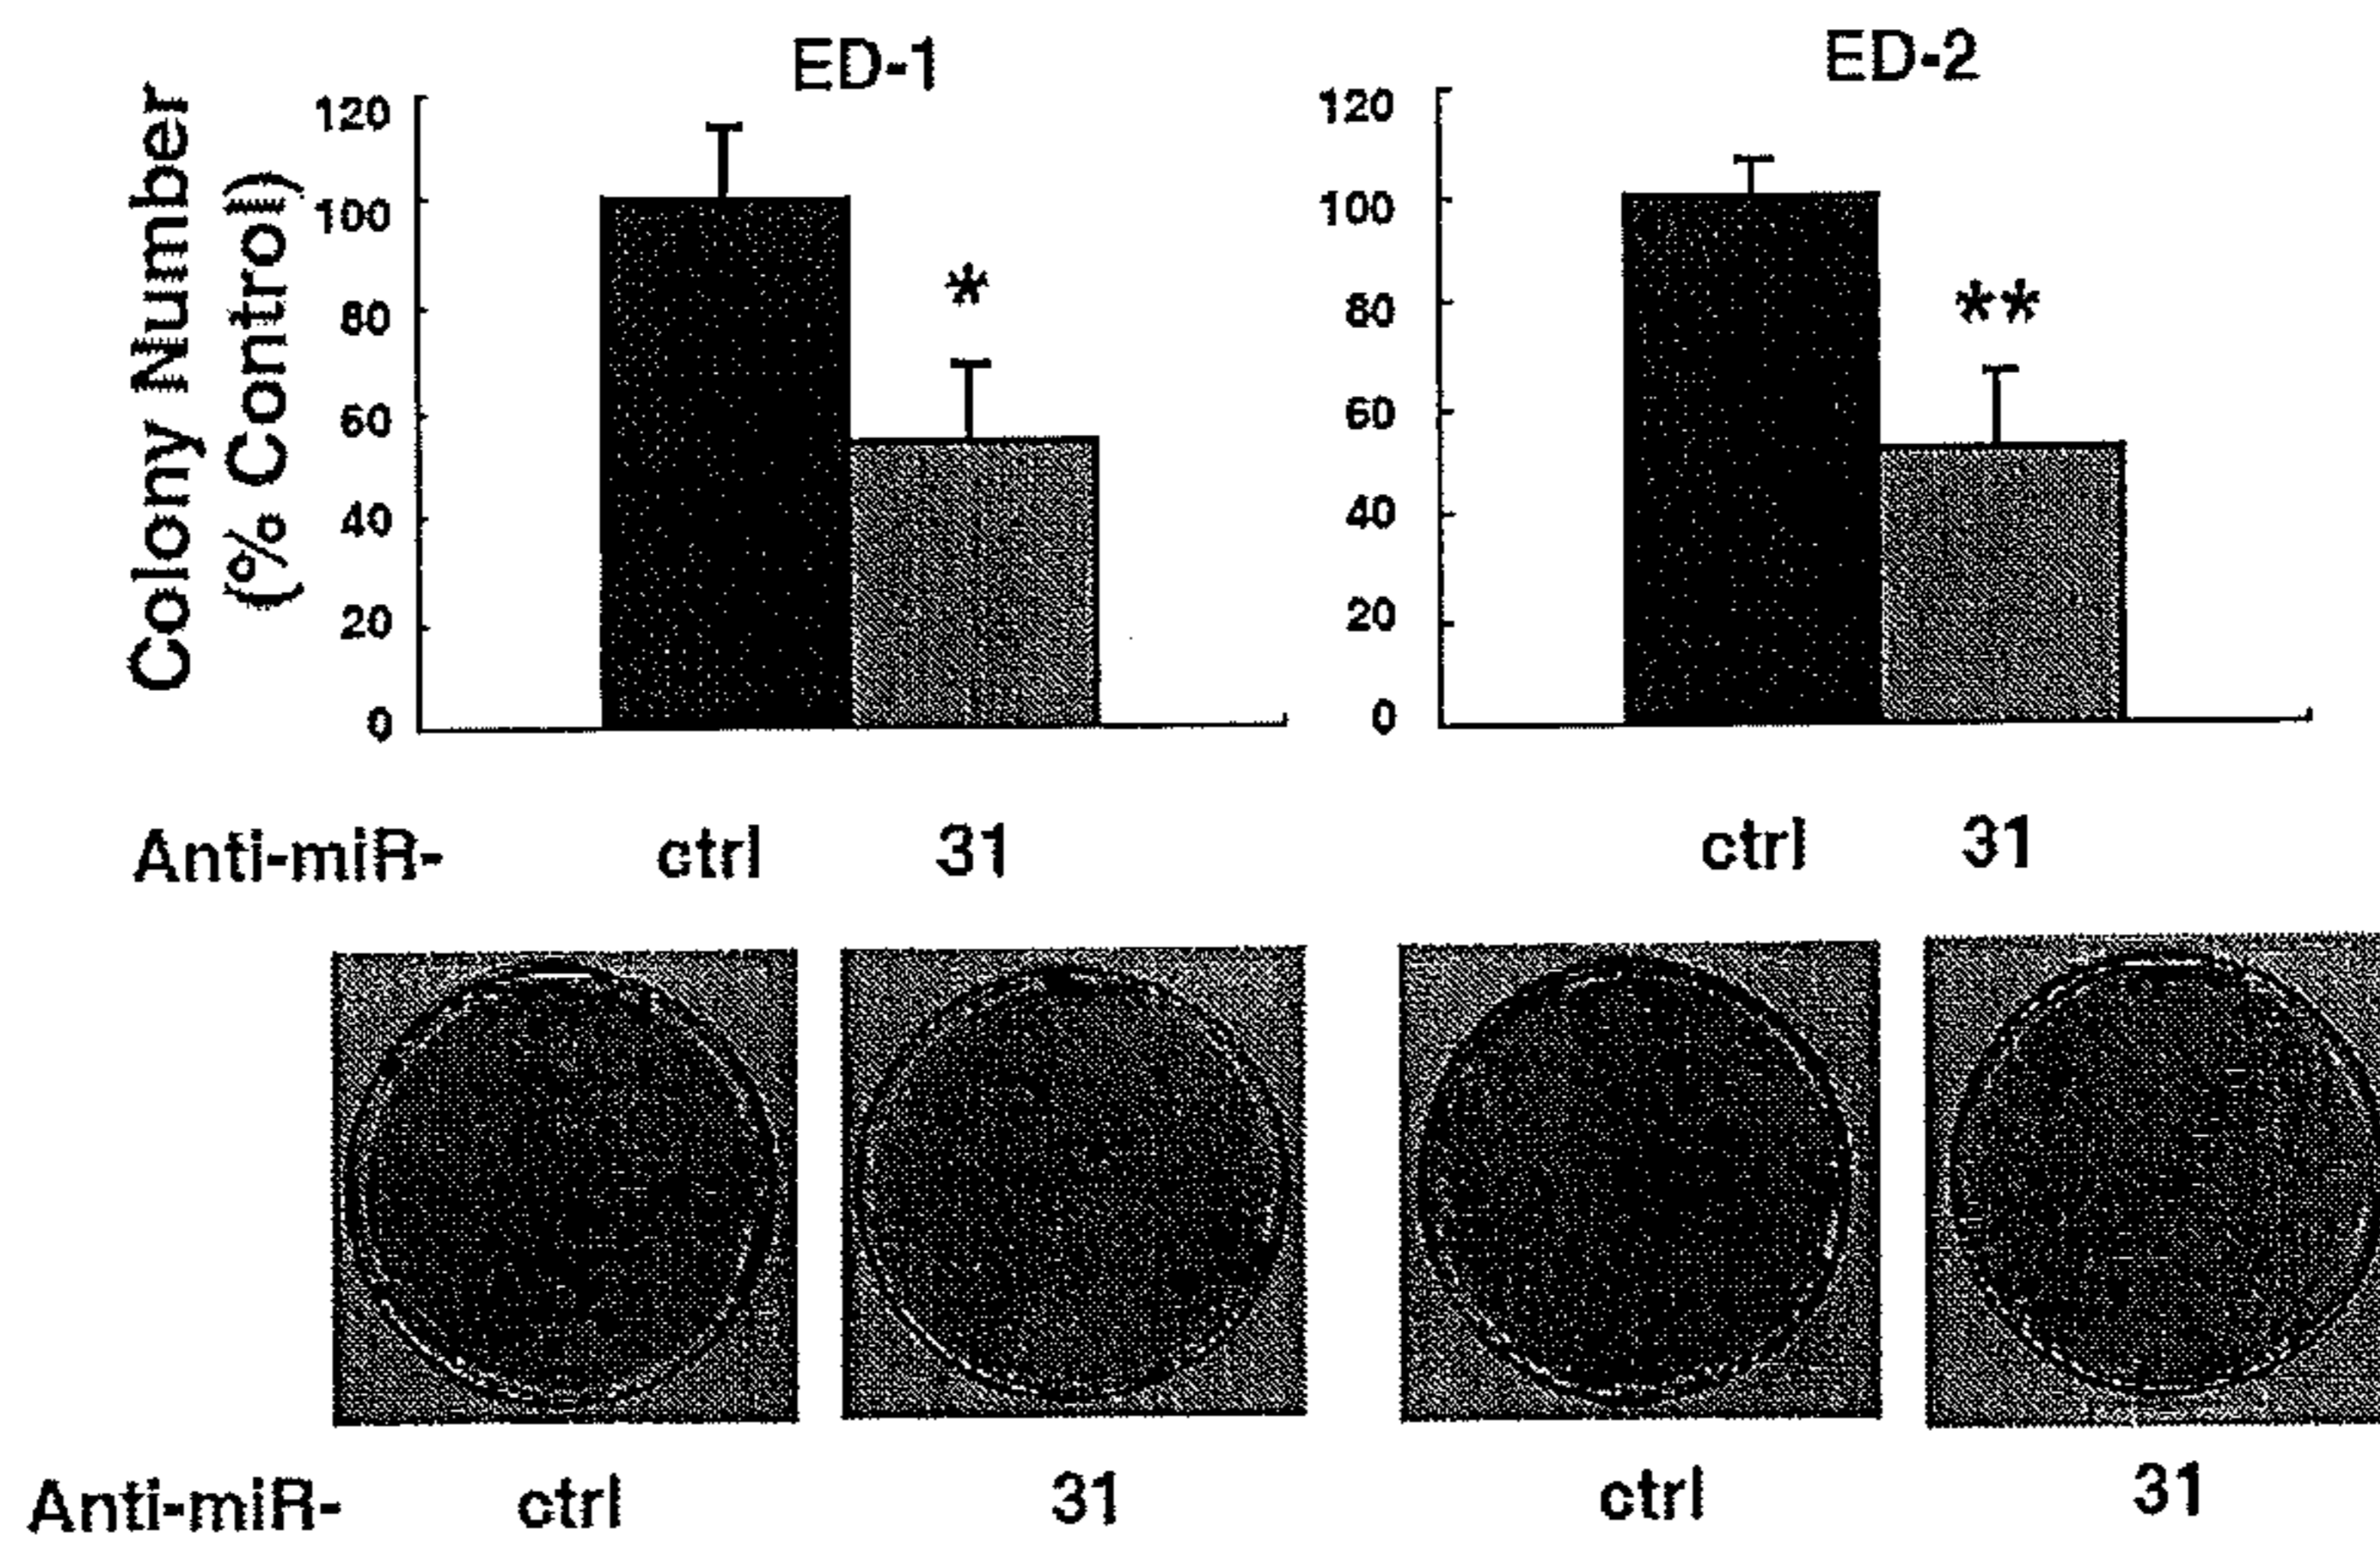 ED-1
Colony Number
(% Control)
120
100
80
60
40
20
0
*
Anti-miR- ctrl 31
ED-2
120
100
80
60
40
20
0
**
ctrl 31
Anti-miR- ctrl 31 ctrl 31